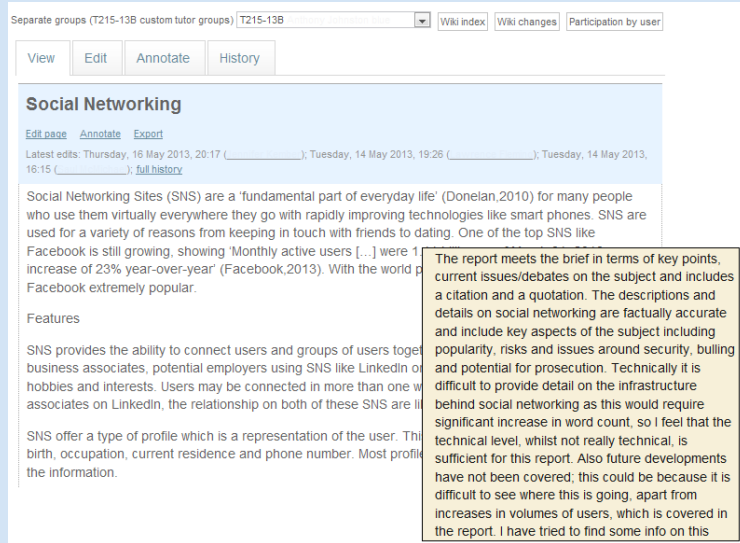 Separate groups (T215-13B custom tutor groups) T215-13B
Wiki index
Wiki changes
Participation by user
View
Edit
Annotate
History
Social Networking
Edit page Annotate Export
Latest edits: Thursday, 16 May 2013, 20:17 (____________); Tuesday, 14 May 2013, 19:26 (____________); Tuesday, 14 May 2013,
16:15 (___________); full history
Social Networking Sites (SNS) are a 'fundamental part of everyday life' (Donelan,2010) for many people
who use them virtually everywhere they go with rapidly improving technologies like smart phones. SNS are
used for a variety of reasons from keeping in touch with friends to dating. One of the top SNS like
Facebook is still growing, showing 'Monthly active users [...] were
increase of 23% year-over-year' (Facebook,2013). With the world
Facebook extremely popular.
Features
SNS provides the ability to connect users and groups of users
business associates, potential employers using SNS like LinkedIn
hobbies and interests. Users may be connected in more than one
associates on LinkedIn, the relationship on both of these SNS are
SNS offer a type of profile which is a representation of the user.
birth, occupation, current residence and phone number. Most
the information.
The report meets the brief in terms of key points,
current issues/debates on the subject and includes
a citation and a quotation. The descriptions and
details on social networking are factually accurate
and include key aspects of the subject including
popularity, risks and issues around security, bulling
and potential for prosecution. Technically it is
difficult to provide detail on the infrastructure
behind social networking as this would require
significant increase in word count, so I feel that the
technical level, whilst not really technical, is
sufficient for this report. Also future developments
have not been covered; this could be because it is
difficult to see where this is going, apart from
increases in volumes of users, which is covered in
the report. I have tried to find some info on this